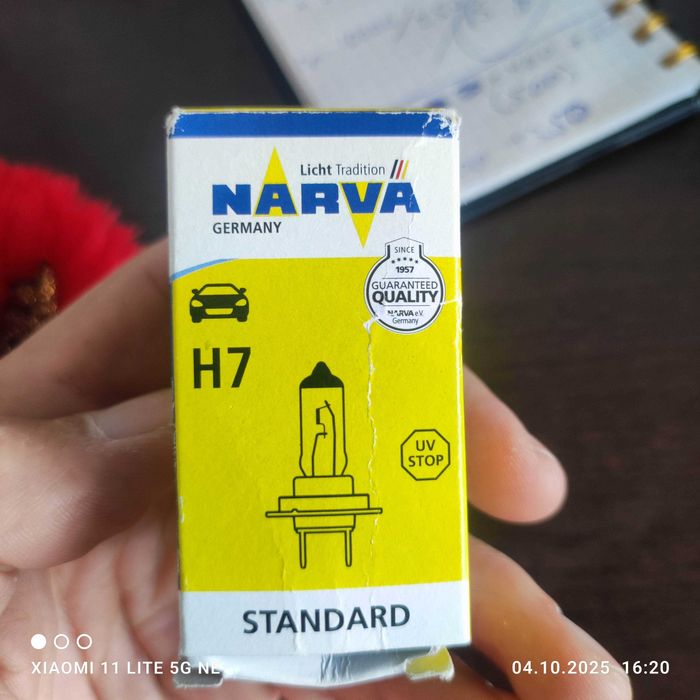 Licht Tradition
NARVA
GERMANY
SINCE
1957
GUARANTEED
QUALITY
NARVA e.V.
Germany
H7
UV
STOP
STANDARD
XIAOMI 11 LITE 5G NE
04.10.2025 16:20